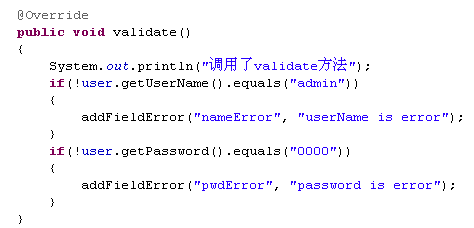 @Override
public void validate()
{
System.out.println("调用了validate方法");
if(!user.getUserName().equals("admin"))
{
addFieldError("nameError", "userName is error");
}
if(!user.getPassword().equals("0000"))
{
addFieldError("pwdError", "password is error");
}
}